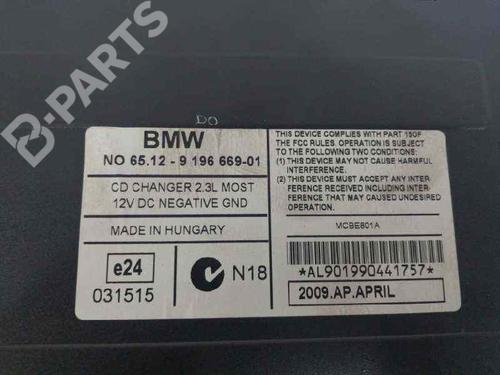 B-PARTS
DO
BMW
NO 65.12 - 9 196 669-01
CD CHANGER 2.3L MOST
12V DC NEGATIVE GND
MADE IN HUNGARY
e24
031515
N18
THIS DEVICE COMPLIES WITH PART 15OF
THE FCC RULES. OPERATION IS SUBJECT
TO THE FOLLOWING TWO CONDITIONS:
(1) THIS DEVICE MAY NOT CAUSE HARMFUL
INTERFERENCE.
(2) THIS DEVICE MUST ACCEPT ANY INTER-
FERENCE RECEIVED INCLUDING INTER-
FERENCE THAT MAY CAUSE UNDESIRED
OPERATION.
MCBE801A
*AL901990441757*
2009.AP.APRIL